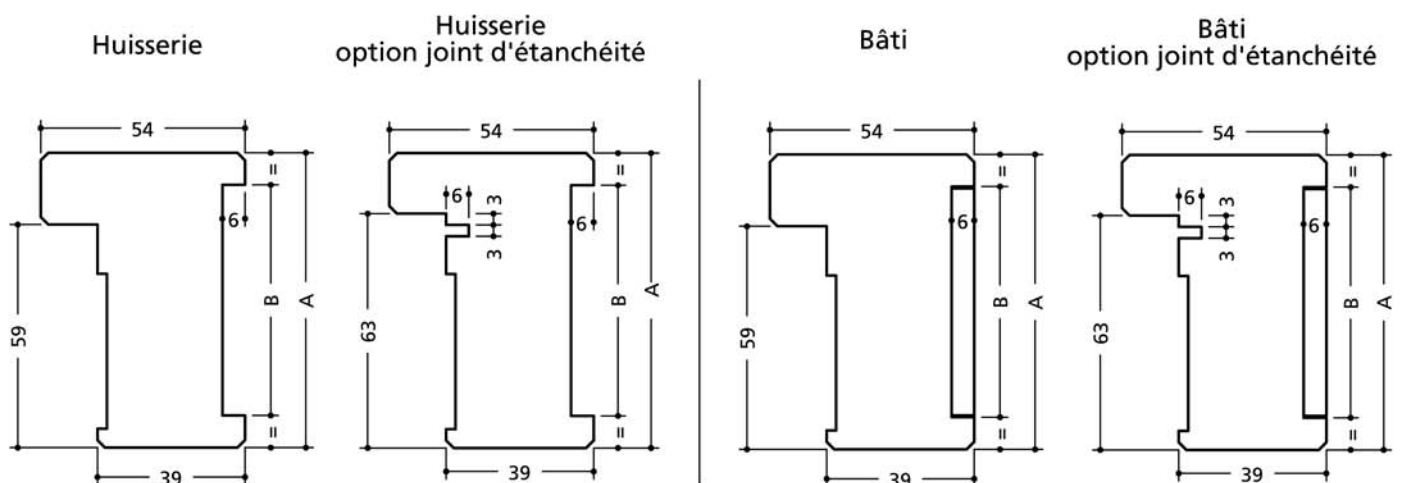 Huisserie
Huisserie
option joint d'étanchéité
Bâti
Bâti
option joint d'étanchéité
54
=
6
B
A
=
59
39
54
=
6
3
3
6
B
A
=
63
39
54
=
6
B
A
=
59
39
54
=
6
3
3
6
B
A
=
63
39